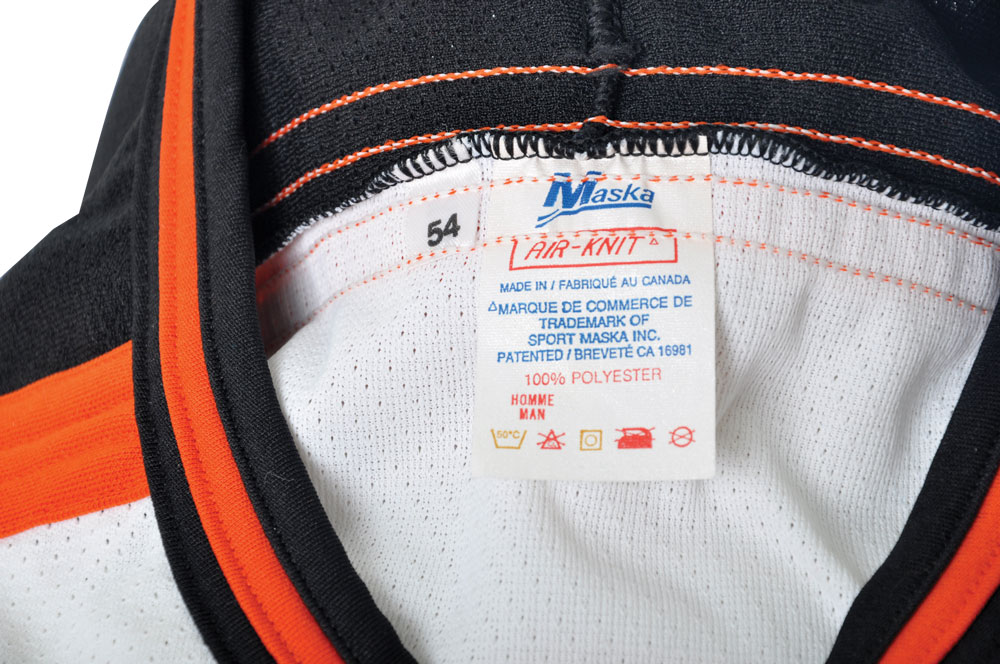 54
MASKA
AIR-KNIT △
MADE IN / FABRIQUÉ AU CANADA
△MARQUE DE COMMERCE DE
TRADEMARK OF
SPORT MASKA INC.
PATENTED / BREVETÉ CA 16981
100% POLYESTER
HOMME
MAN
50°C